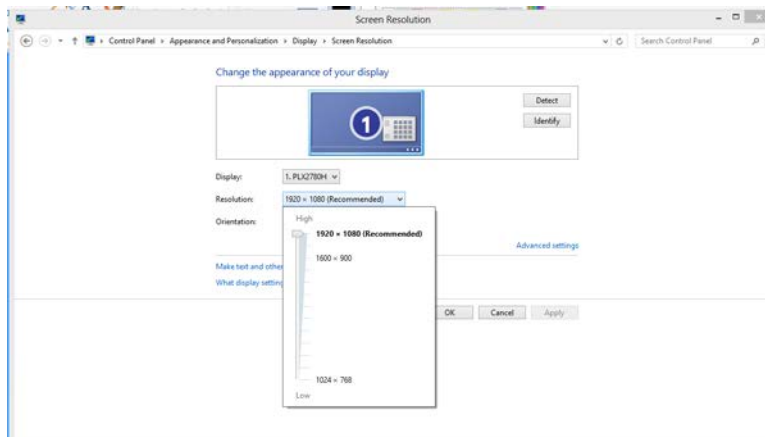 Screen Resolution
Control Panel › Appearance and Personalization › Display › Screen Resolution
Search Control Panel
Change the appearance of your display
1
Detect
Identify
Display: 1. PLX2780H
Resolution: 1920 × 1080 (Recommended)
Orientation:
High
1920 × 1080 (Recommended)
1600 × 900
1024 × 768
Low
Advanced settings
Make text and other
What display setting
OK Cancel Apply